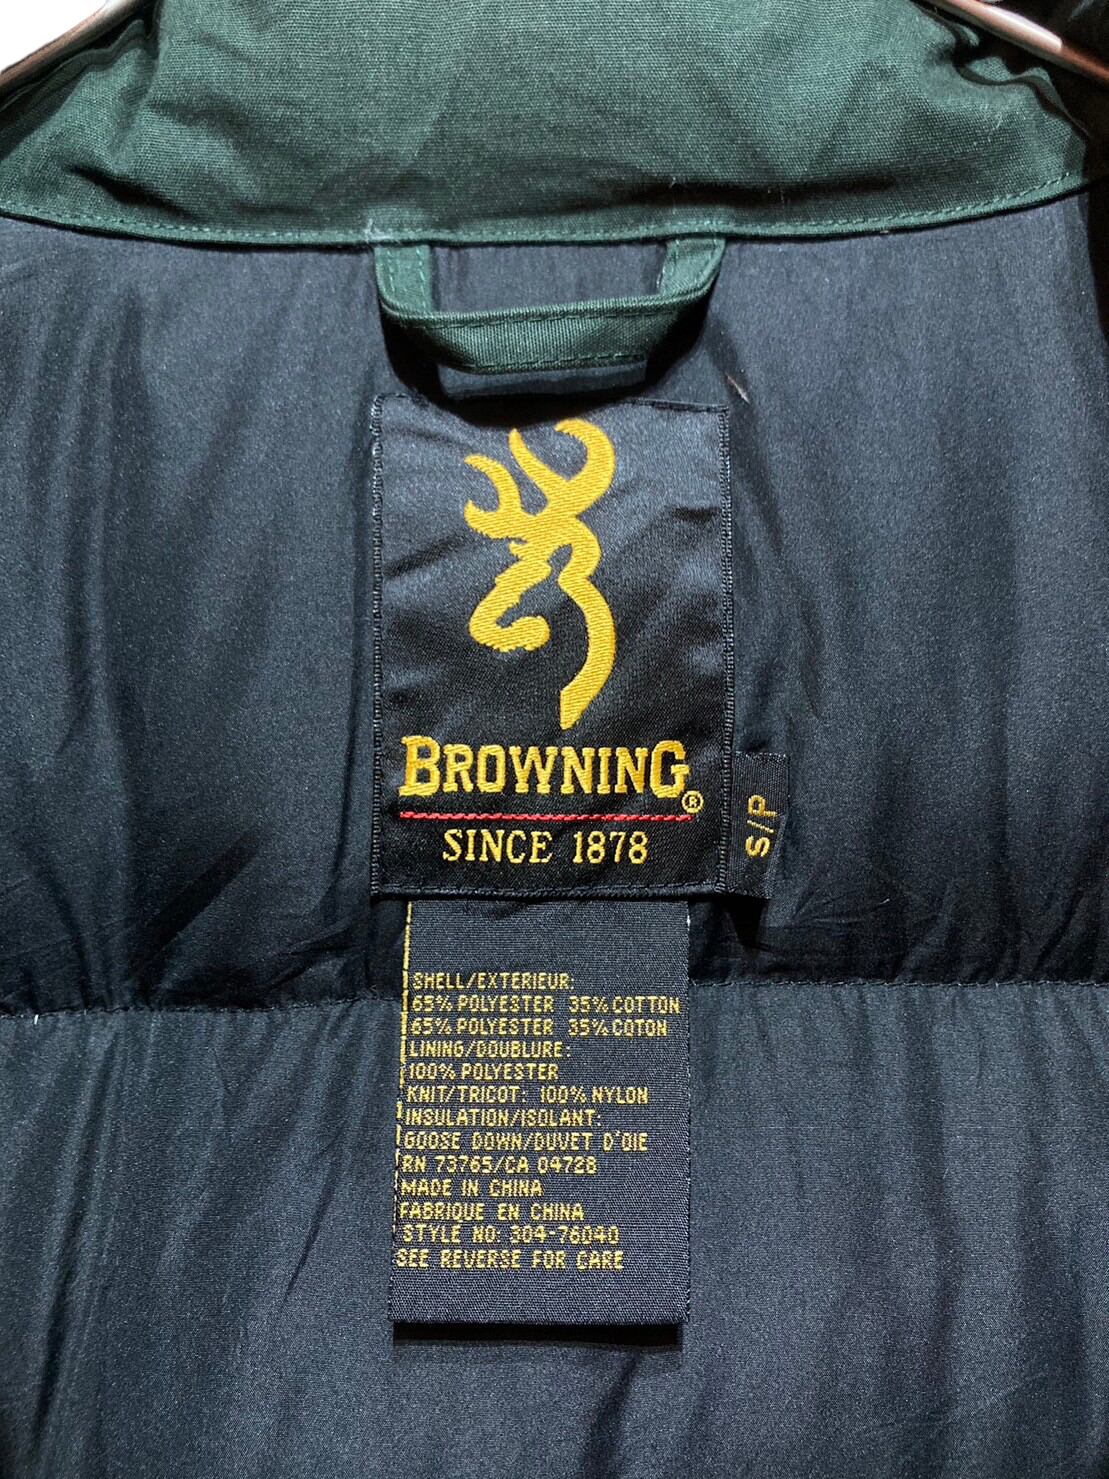 BROWNING®
SINCE 1878
S/P
SHELL/EXTERIEUR:
65% POLYESTER 35% COTTON
65% POLYESTER 35% COTON
LINING/DOUBLURE:
100% POLYESTER
KNIT/TRICOT: 100% NYLON
INSULATION/ISOLANT:
GOOSE DOWN/DUVET D'OIE
RN 73765/CA 04728
MADE IN CHINA
FABRIQUE EN CHINA
STYLE NO: 304-76040
SEE REVERSE FOR CARE